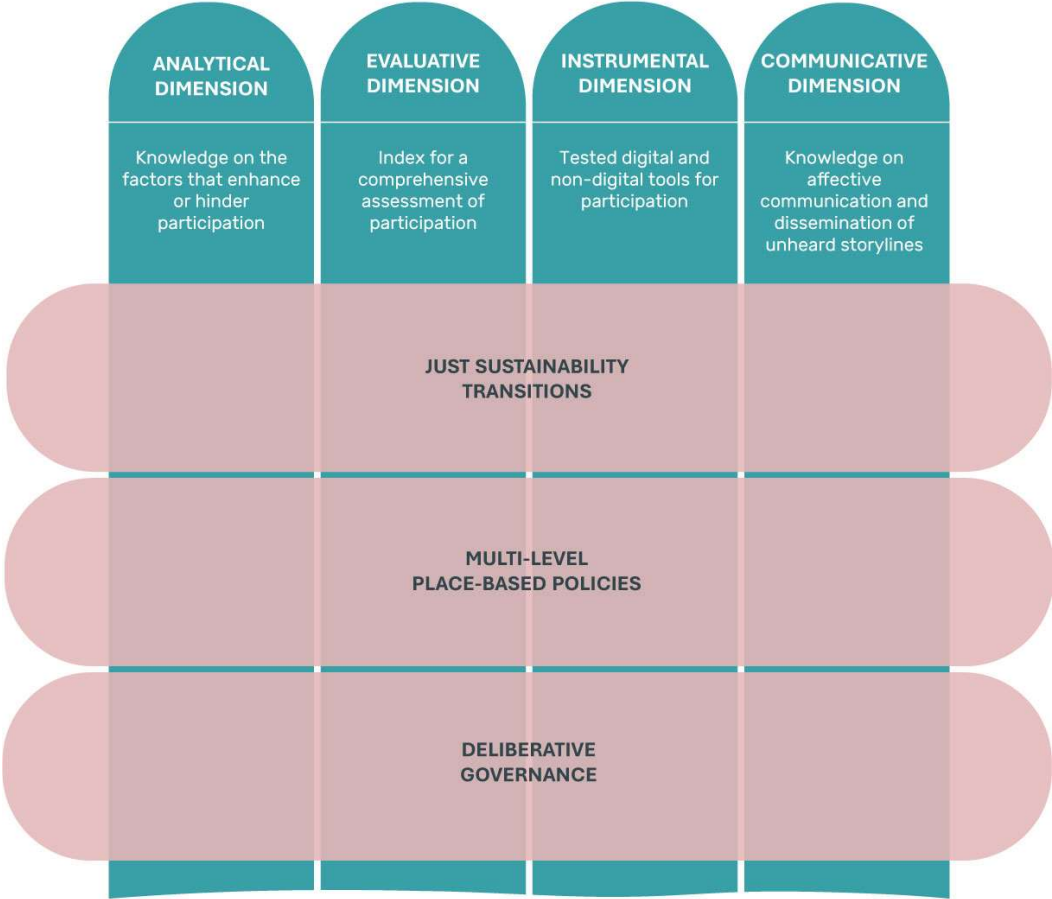 ANALYTICAL
DIMENSION
Knowledge on the
factors that enhance
or hinder
participation
EVALUATIVE
DIMENSION
Index for a
comprehensive
assessment of
participation
INSTRUMENTAL
DIMENSION
Tested digital and
non-digital tools for
participation
COMMUNICATIVE
DIMENSION
Knowledge on
affective
communication and
dissemination of
unheard storylines
JUST SUSTAINABILITY
TRANSITIONS
MULTI-LEVEL
PLACE-BASED POLICIES
DELIBERATIVE
GOVERNANCE